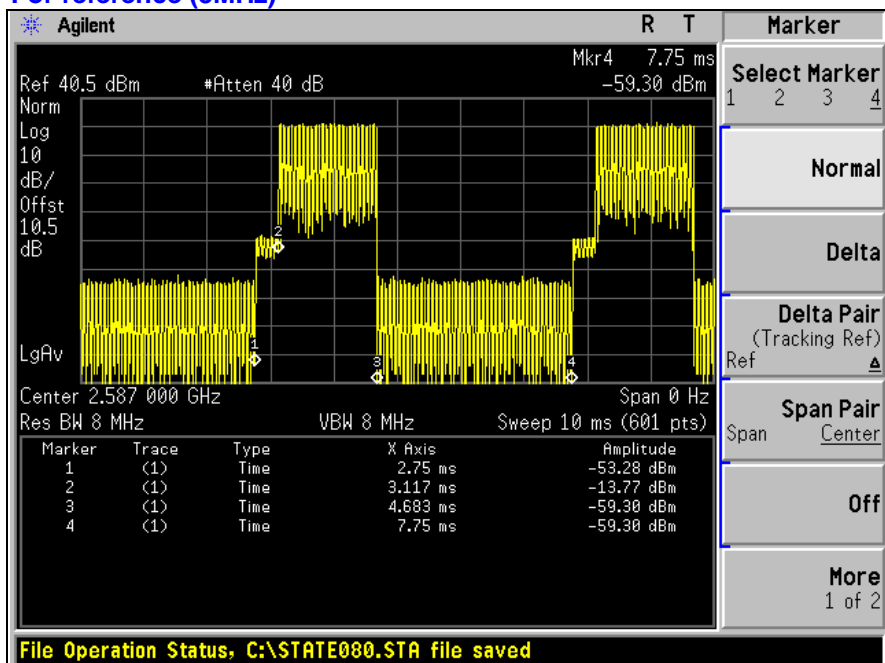 Agilent R T Marker
Mkr4 7.75 ms
Ref 40.5 dBm #Atten 40 dB -59.30 dBm
Norm
Log
10
dB/
Offst
10.5
dB
LgAv
2
1
3
4
Center 2.587 000 GHz Span 0 Hz
Res BW 8 MHz VBW 8 MHz Sweep 10 ms (601 pts)
Marker Trace Type X Axis Amplitude
1 (1) Time 2.75 ms -53.28 dBm
2 (1) Time 3.117 ms -13.77 dBm
3 (1) Time 4.683 ms -59.30 dBm
4 (1) Time 7.75 ms -59.30 dBm
Select Marker
1 2 3 4
Normal
Delta
Delta Pair
(Tracking Ref)
Ref Δ
Span Pair
Span Center
Off
More
1 of 2
File Operation Status, C:\STATE080.STA file saved